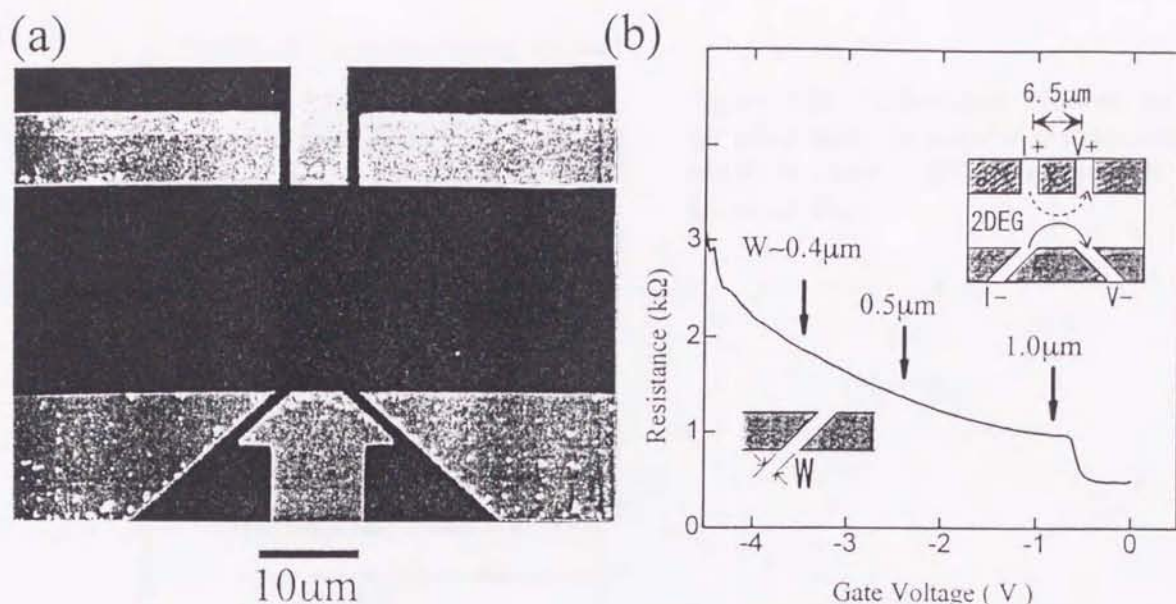 (a)
10µm
(b)
6.5µm
I+ V+
2DEG
I- V-
W~0.4µm
0.5µm
1.0µm
W
3
2
1
0
Resistance (kΩ)
-4 -3 -2 -1 0
Gate Voltage ( V )